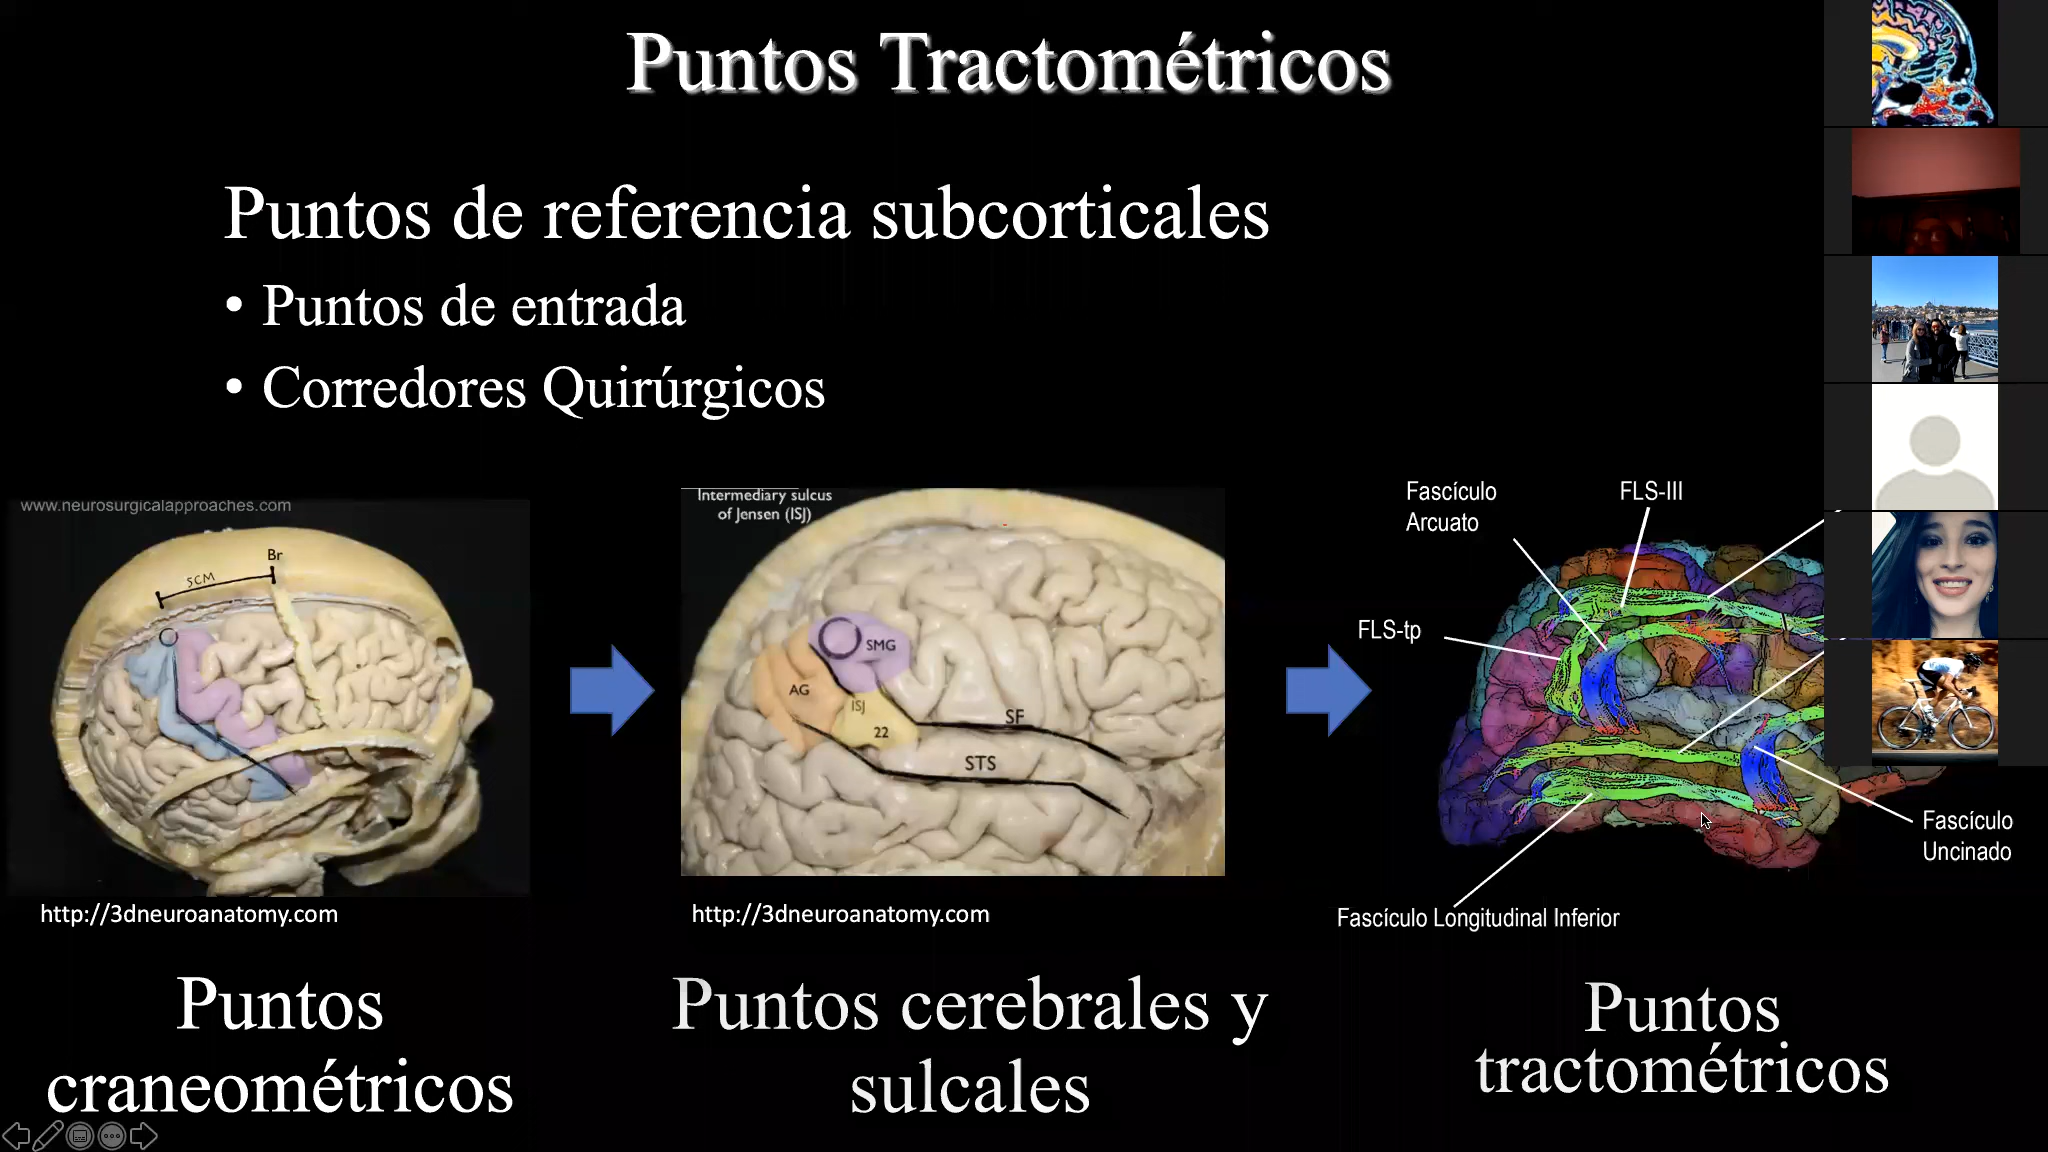 Puntos Tractométricos
Puntos de referencia subcorticales
• Puntos de entrada
• Corredores Quirúrgicos
www.neurosurgicalapproaches.com
Br
5CM
http://3dneuroanatomy.com
Puntos
craneométricos
Intermediary sulcus
of Jensen (ISJ)
SMG
AG
ISJ
22
SF
STS
http://3dneuroanatomy.com
Puntos cerebrales y
sulcales
Fascículo
Arcuato
FLS-III
FLS-tp
Fascículo
Uncinado
Fascículo Longitudinal Inferior
Puntos
tractométricos